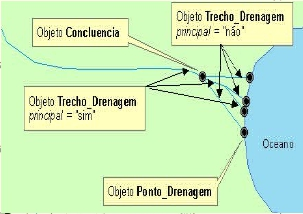 Objeto Trecho_Drenagem
principal = "não"
Objeto Concluencia
Objeto Trecho_Drenagem
principal = "sim"
Oceano
Objeto Ponto_Drenagem